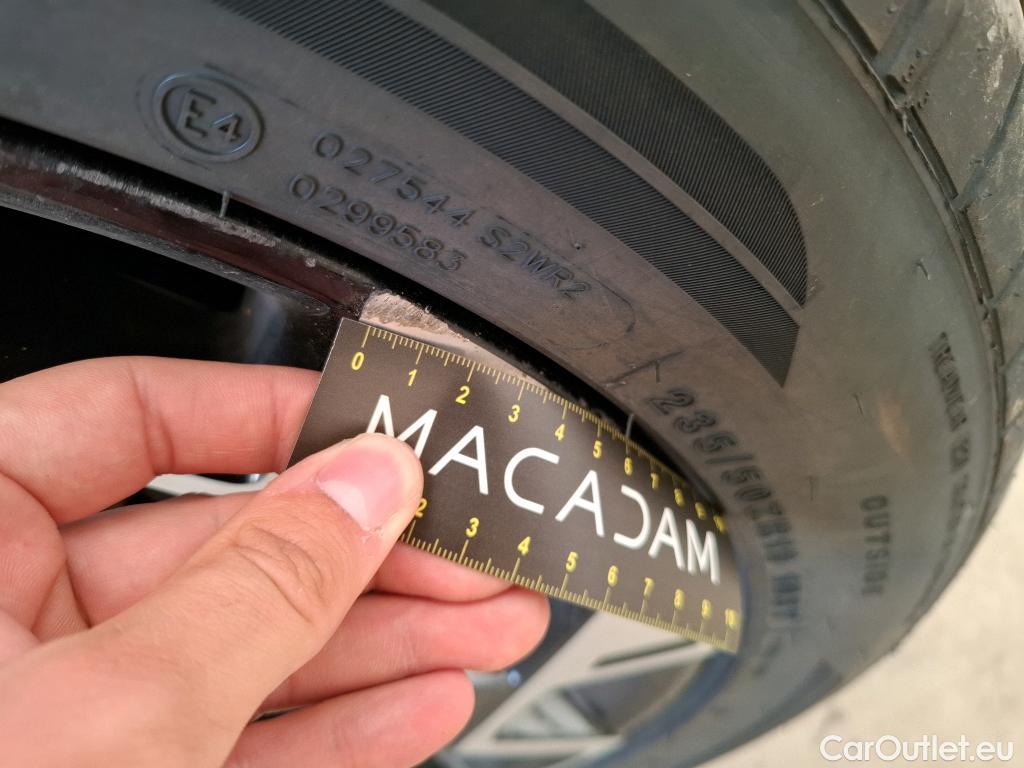 E4
027544 S2WR2
0299583
235/50ZR19
OUTSIDE
0 1 2 3 4 5 6 7 8 9 10
MACADAM
2 3 4 5 6 7 8 9 10
CarOutlet.eu